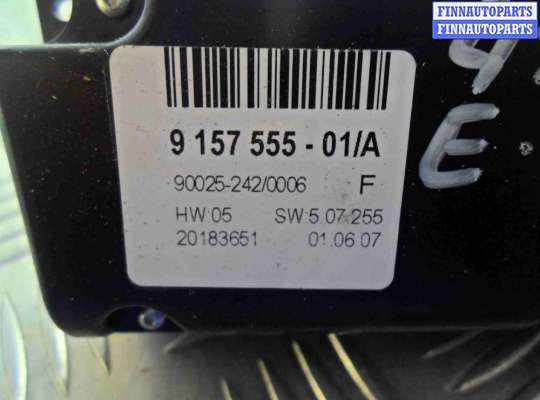 FINNAUTOPARTS
FINNAUTOPARTS
9 157 555 - 01/A
90025-242/0006 F
HW 05 SW 5.07.255
20183651 01.06.07
E